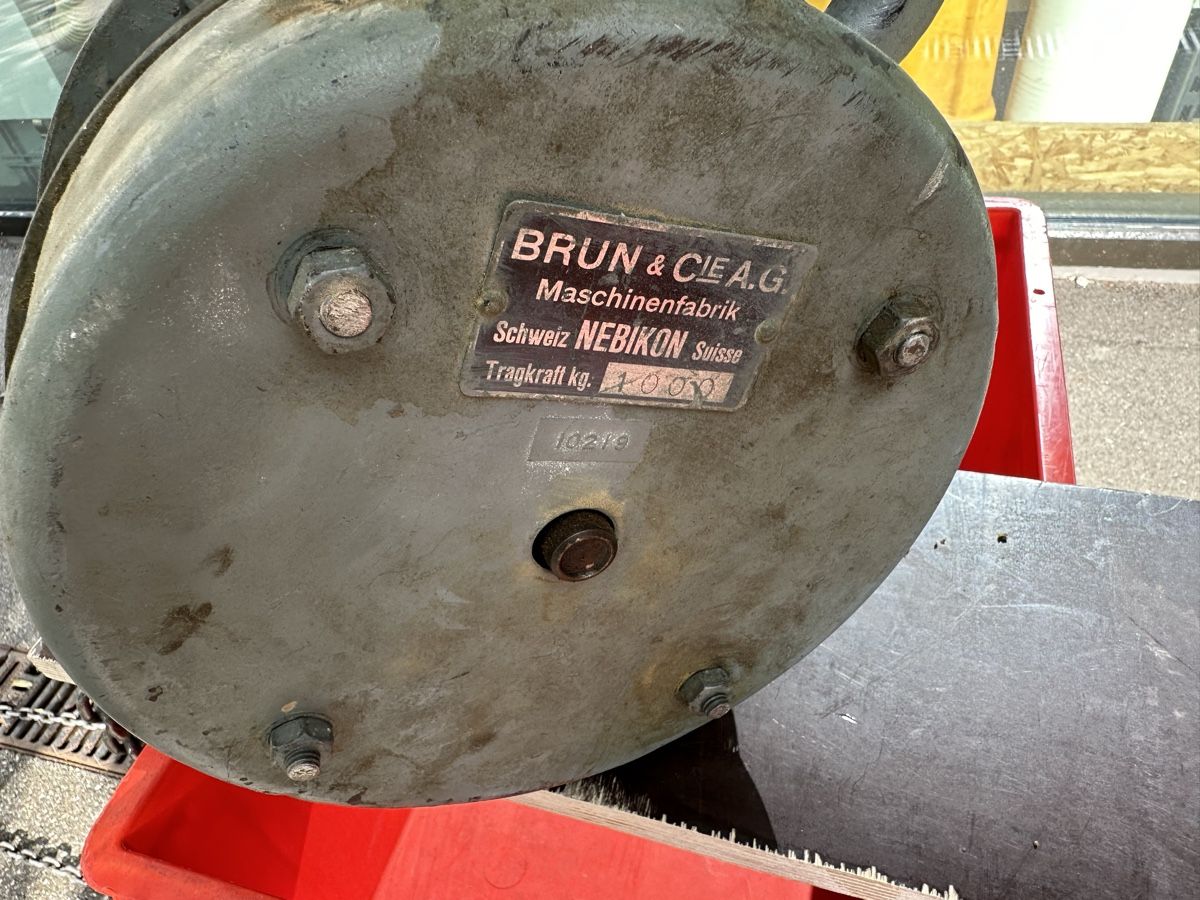 BRUN & CIE A.G.
Maschinenfabrik
Schweiz NEBIKON Suisse
Tragkraft kg. 1000
10219